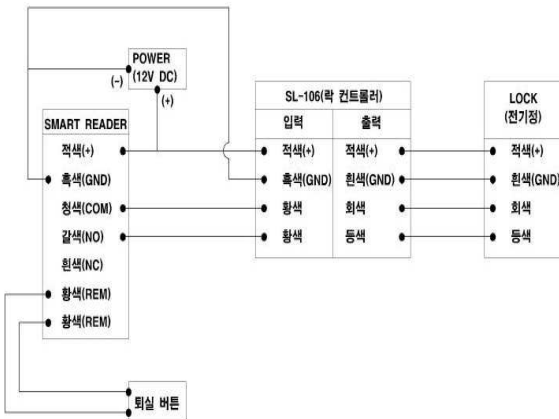 POWER
(12V DC)
(-)
(+)
SMART READER
적색(+)
흑색(GND)
청색(COM)
갈색(NO)
흰색(NC)
황색(REM)
황색(REM)
SL-106(락 컨트롤러)
입력 출력
적색(+) 적색(+)
흑색(GND) 흰색(GND)
황색 회색
황색 등색
LOCK
(전기정)
적색(+)
흰색(GND)
회색
등색
퇴실 버튼